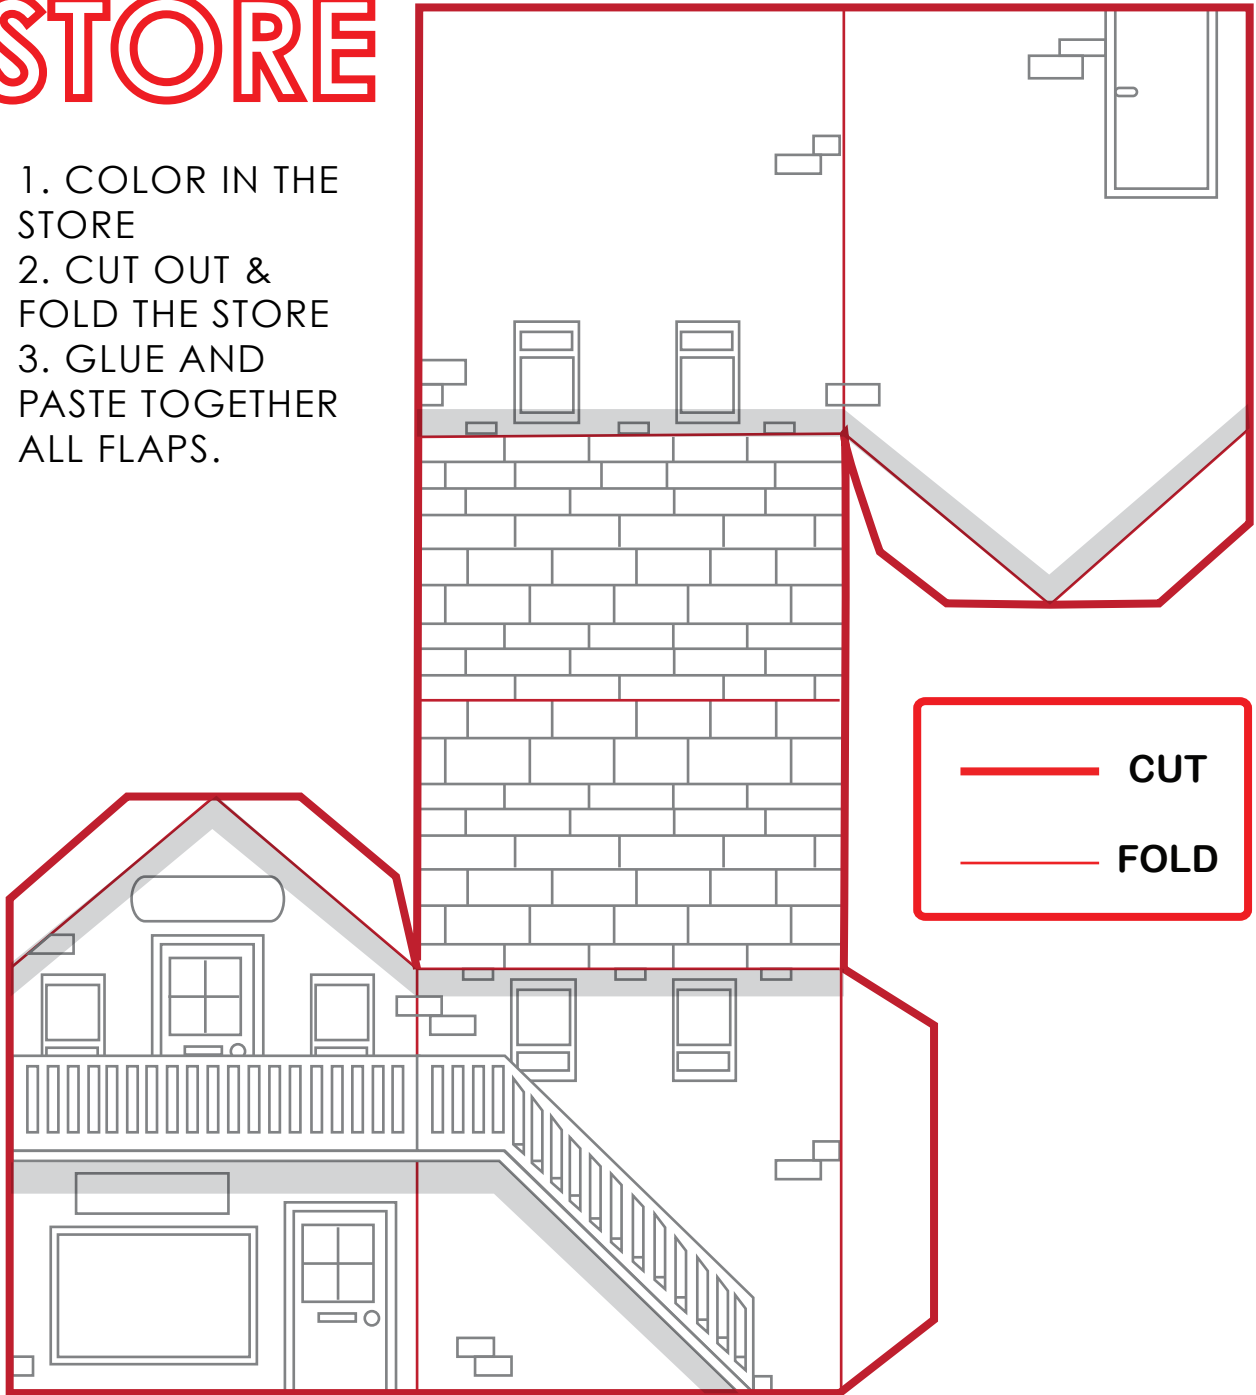 STORE
1. COLOR IN THE
STORE
2. CUT OUT &
FOLD THE STORE
3. GLUE AND
PASTE TOGETHER
ALL FLAPS.
CUT
FOLD